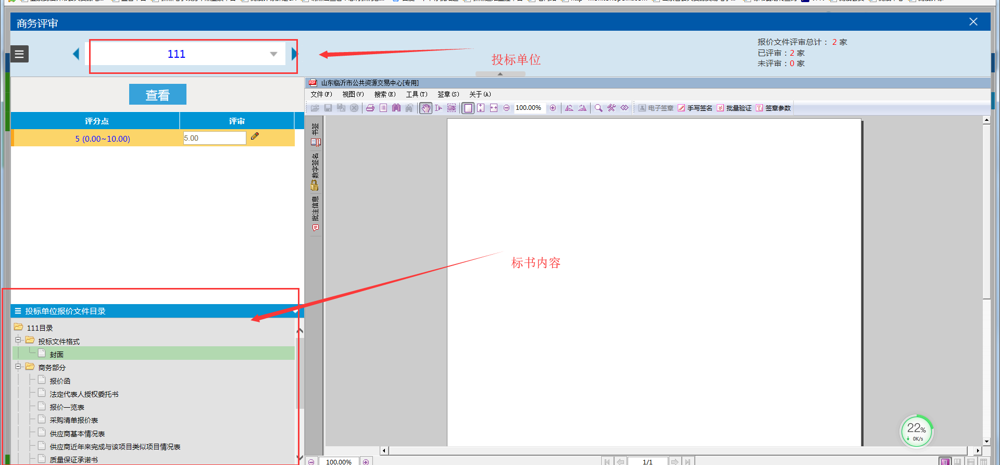 商务评审
111
投标单位
报价文件评审总计： 2 家
已评审：2 家
未评审：0 家
查看
评分点
评审
5 (0.00~10.00)
5.00
山东临沂市公共资源交易中心[专用]
文件(F) 视图(V) 搜索(E) 工具(T) 签章(S) 关于(A)
100.00%
电子签章 手写签名 批量验证 签章参数
书签
数字签名
批注信息
标书内容
投标单位报价文件目录
111目录
投标文件格式
封面
商务部分
报价函
法定代表人授权委托书
报价一览表
采购清单报价表
供应商基本情况表
供应商近年来完成与该项目类似项目情况表
质量保证承诺书
22%
0K/s
100.00%
1/1